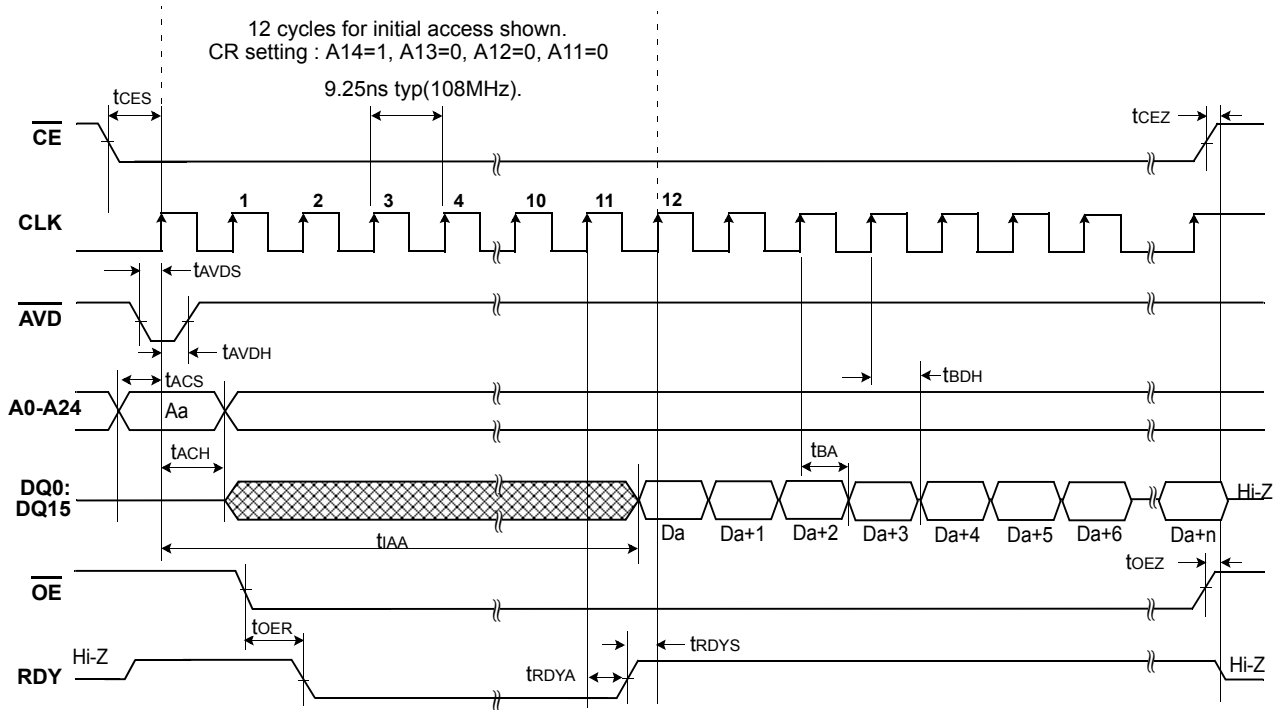 12 cycles for initial access shown.
CR setting : A14=1, A13=0, A12=0, A11=0
9.25ns typ(108MHz).
tCES
tCEZ
CE
CLK
1
2
3
4
10
11
12
tAVDS
AVD
tAVDH
tACS
tBDH
A0-A24
Aa
tACH
tBA
DQ0:
DQ15
Hi-Z
tIAA
Da
Da+1
Da+2
Da+3
Da+4
Da+5
Da+6
Da+n
tOEZ
OE
tOER
tRDYS
Hi-Z
RDY
tRDYA
Hi-Z